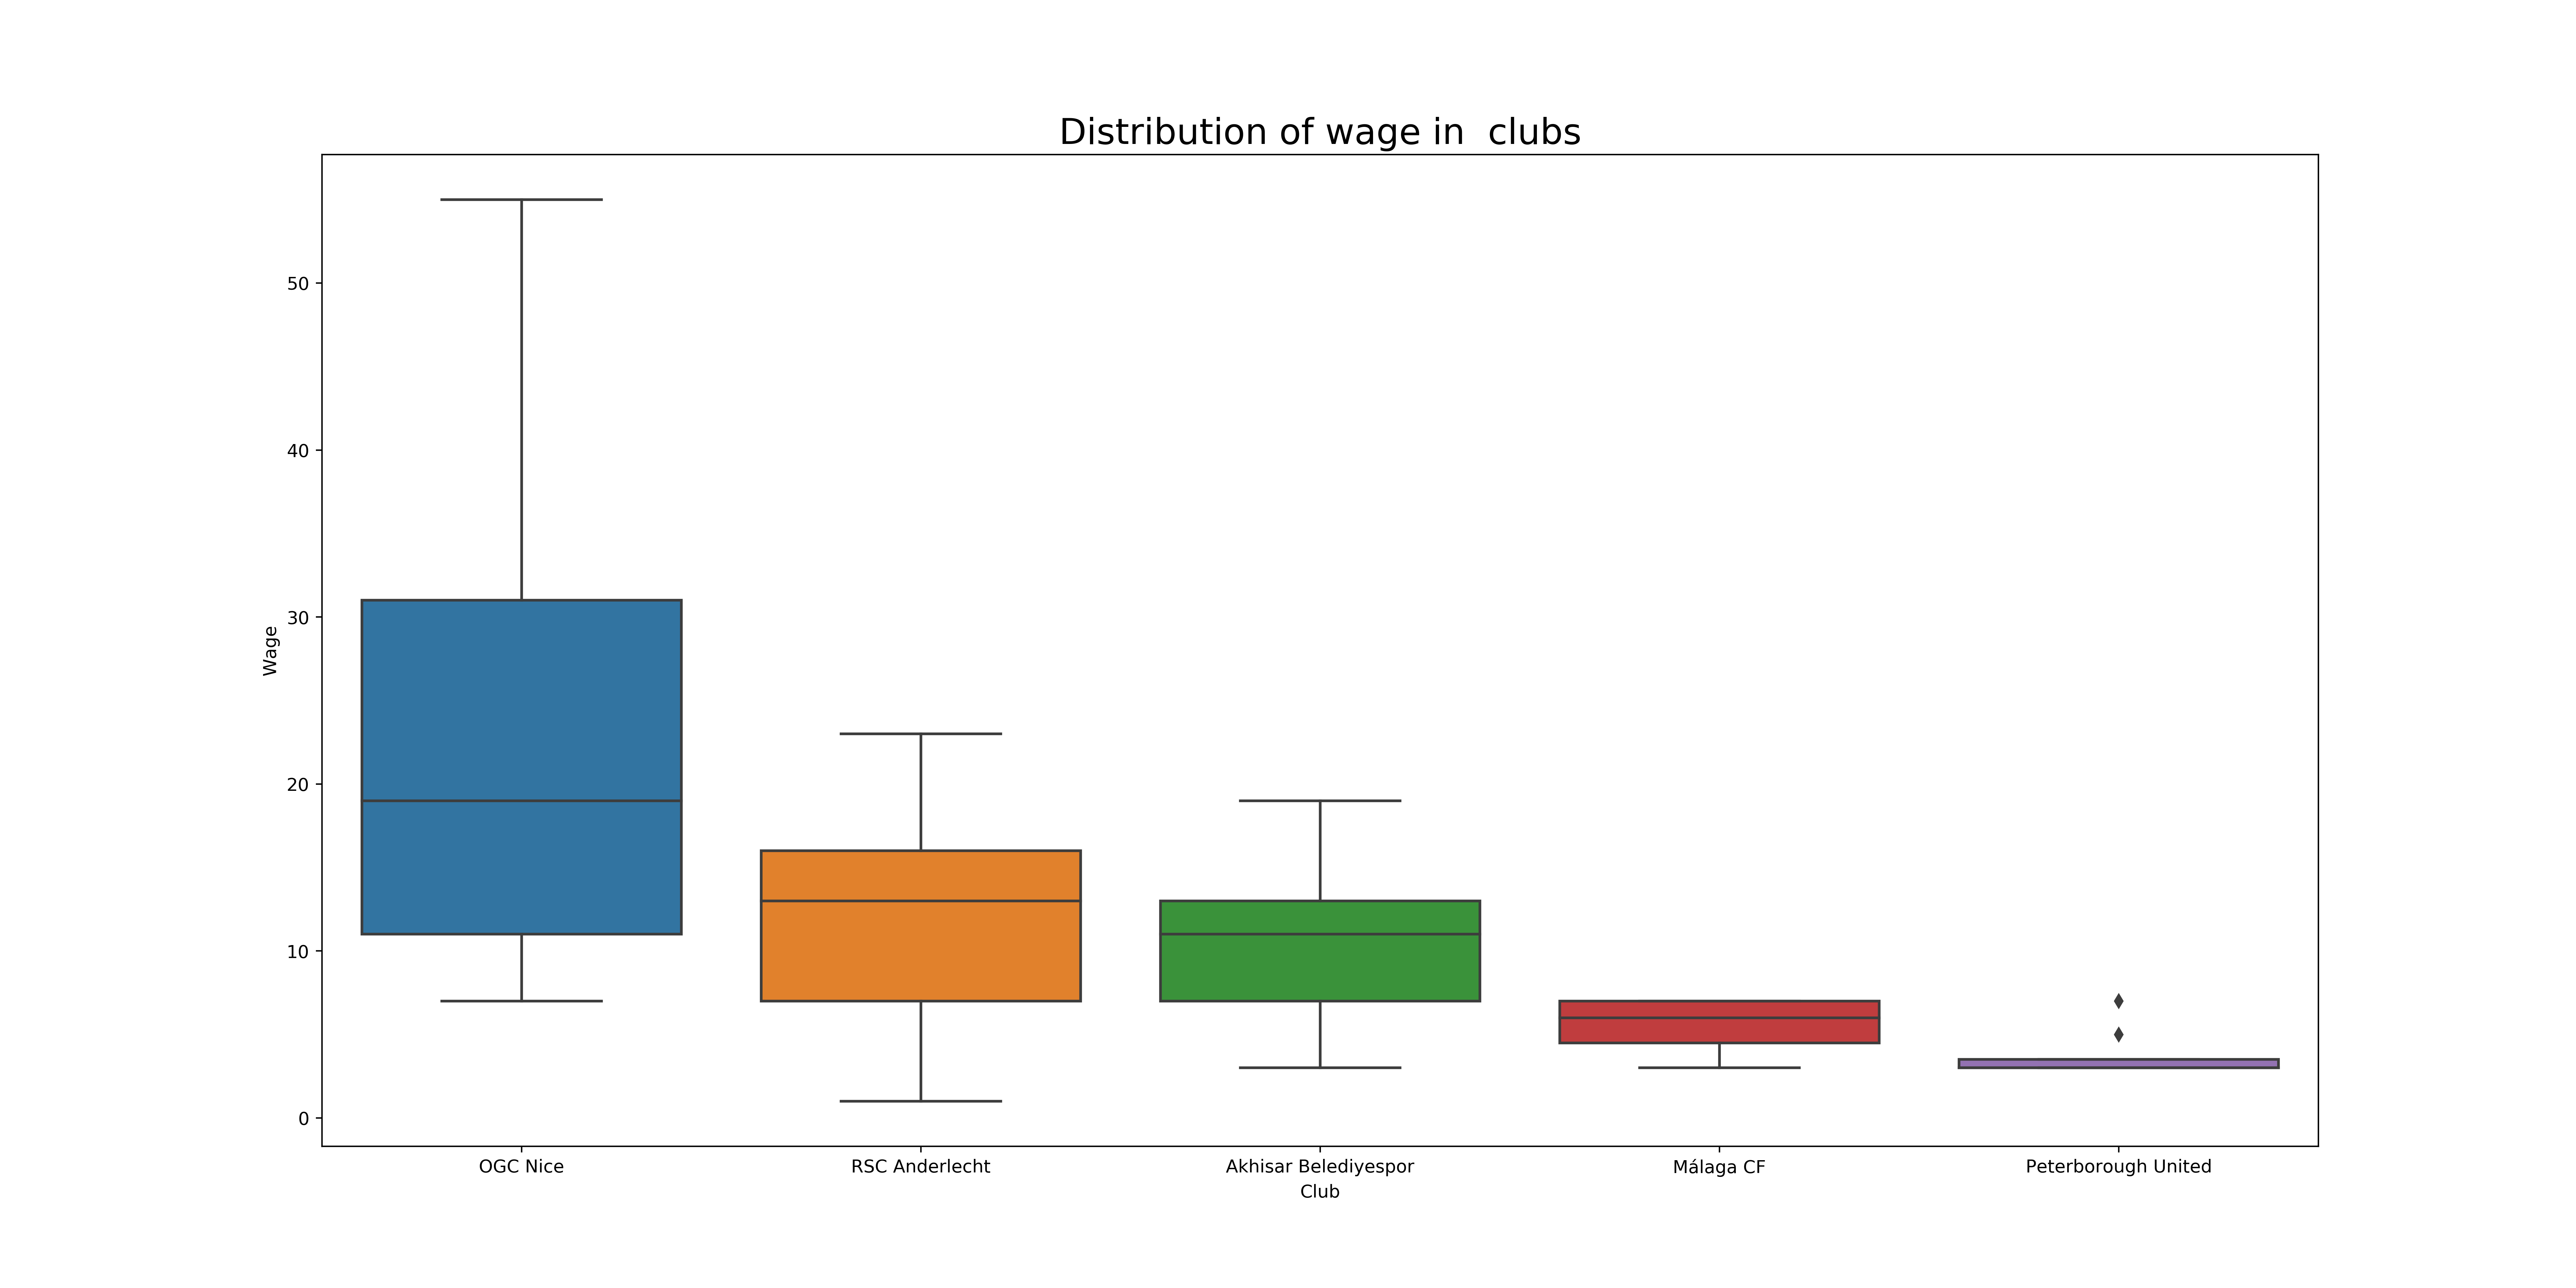 Distribution of wage in  clubs
Wage
50
40
30
20
10
0
OGC Nice
RSC Anderlecht
Akhisar Belediyespor
Málaga CF
Peterborough United
Club